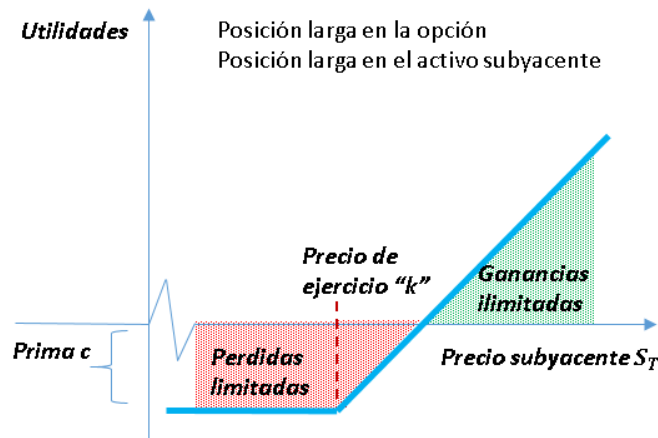 Utilidades
Posición larga en la opción
Posición larga en el activo subyacente
Precio de
ejercicio “k”
Ganancias
ilimitadas
Prima c
Perdidas
limitadas
Precio subyacente S_T